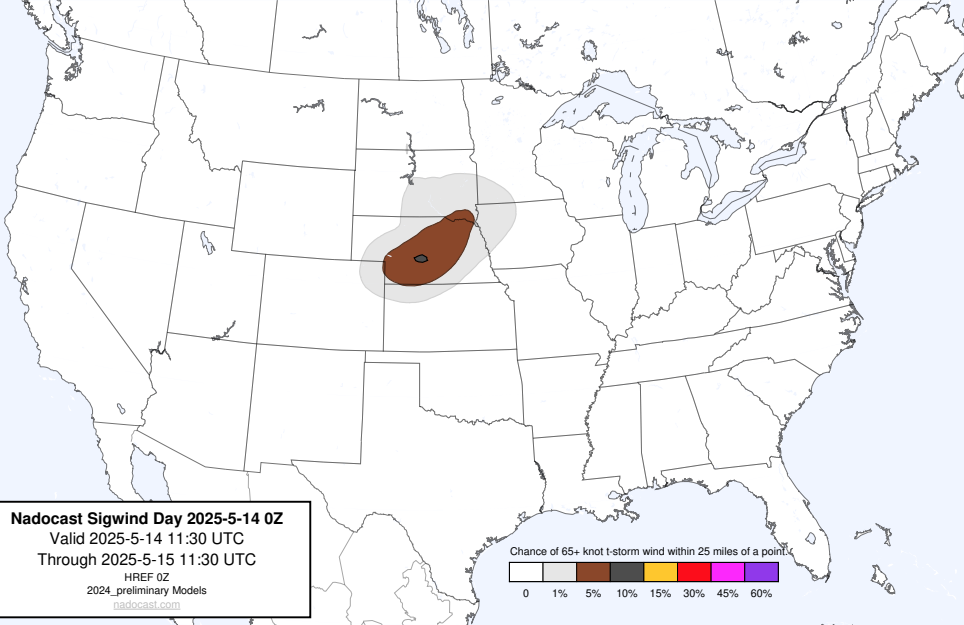 Nadocast Sigwind Day 2025-5-14 0Z
Valid 2025-5-14 11:30 UTC
Through 2025-5-15 11:30 UTC
HREF 0Z
2024_preliminary Models
nadocast.com
Chance of 65+ knot t-storm wind within 25 miles of a point.
0 1% 5% 10% 15% 30% 45% 60%